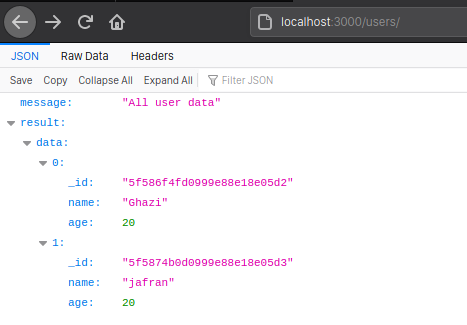 localhost:3000/users/
JSON Raw Data Headers
Save Copy Collapse All Expand All Filter JSON
message: "All user data"
result:
data:
0:
_id: "5f586f4fd0999e88e18e05d2"
name: "Ghazi"
age: 20
1:
_id: "5f5874b0d0999e88e18e05d3"
name: "jafran"
age: 20